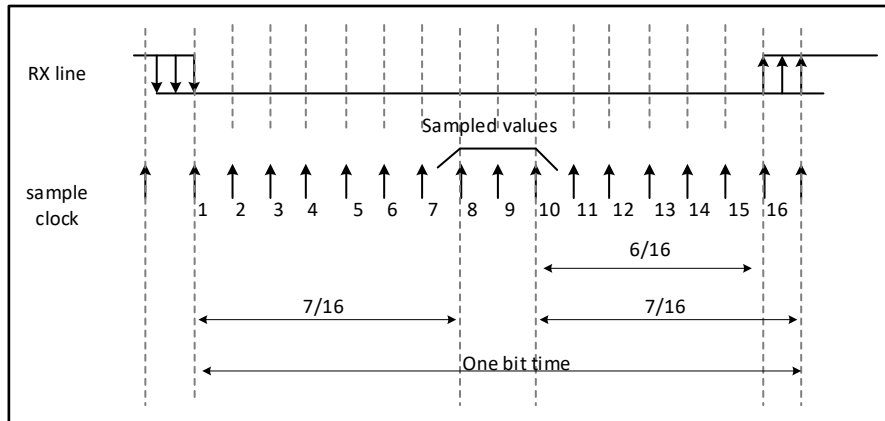 RX line
Sampled values
sample
clock
1 2 3 4 5 6 7 8 9 10 11 12 13 14 15 16
6/16
7/16 7/16
One bit time